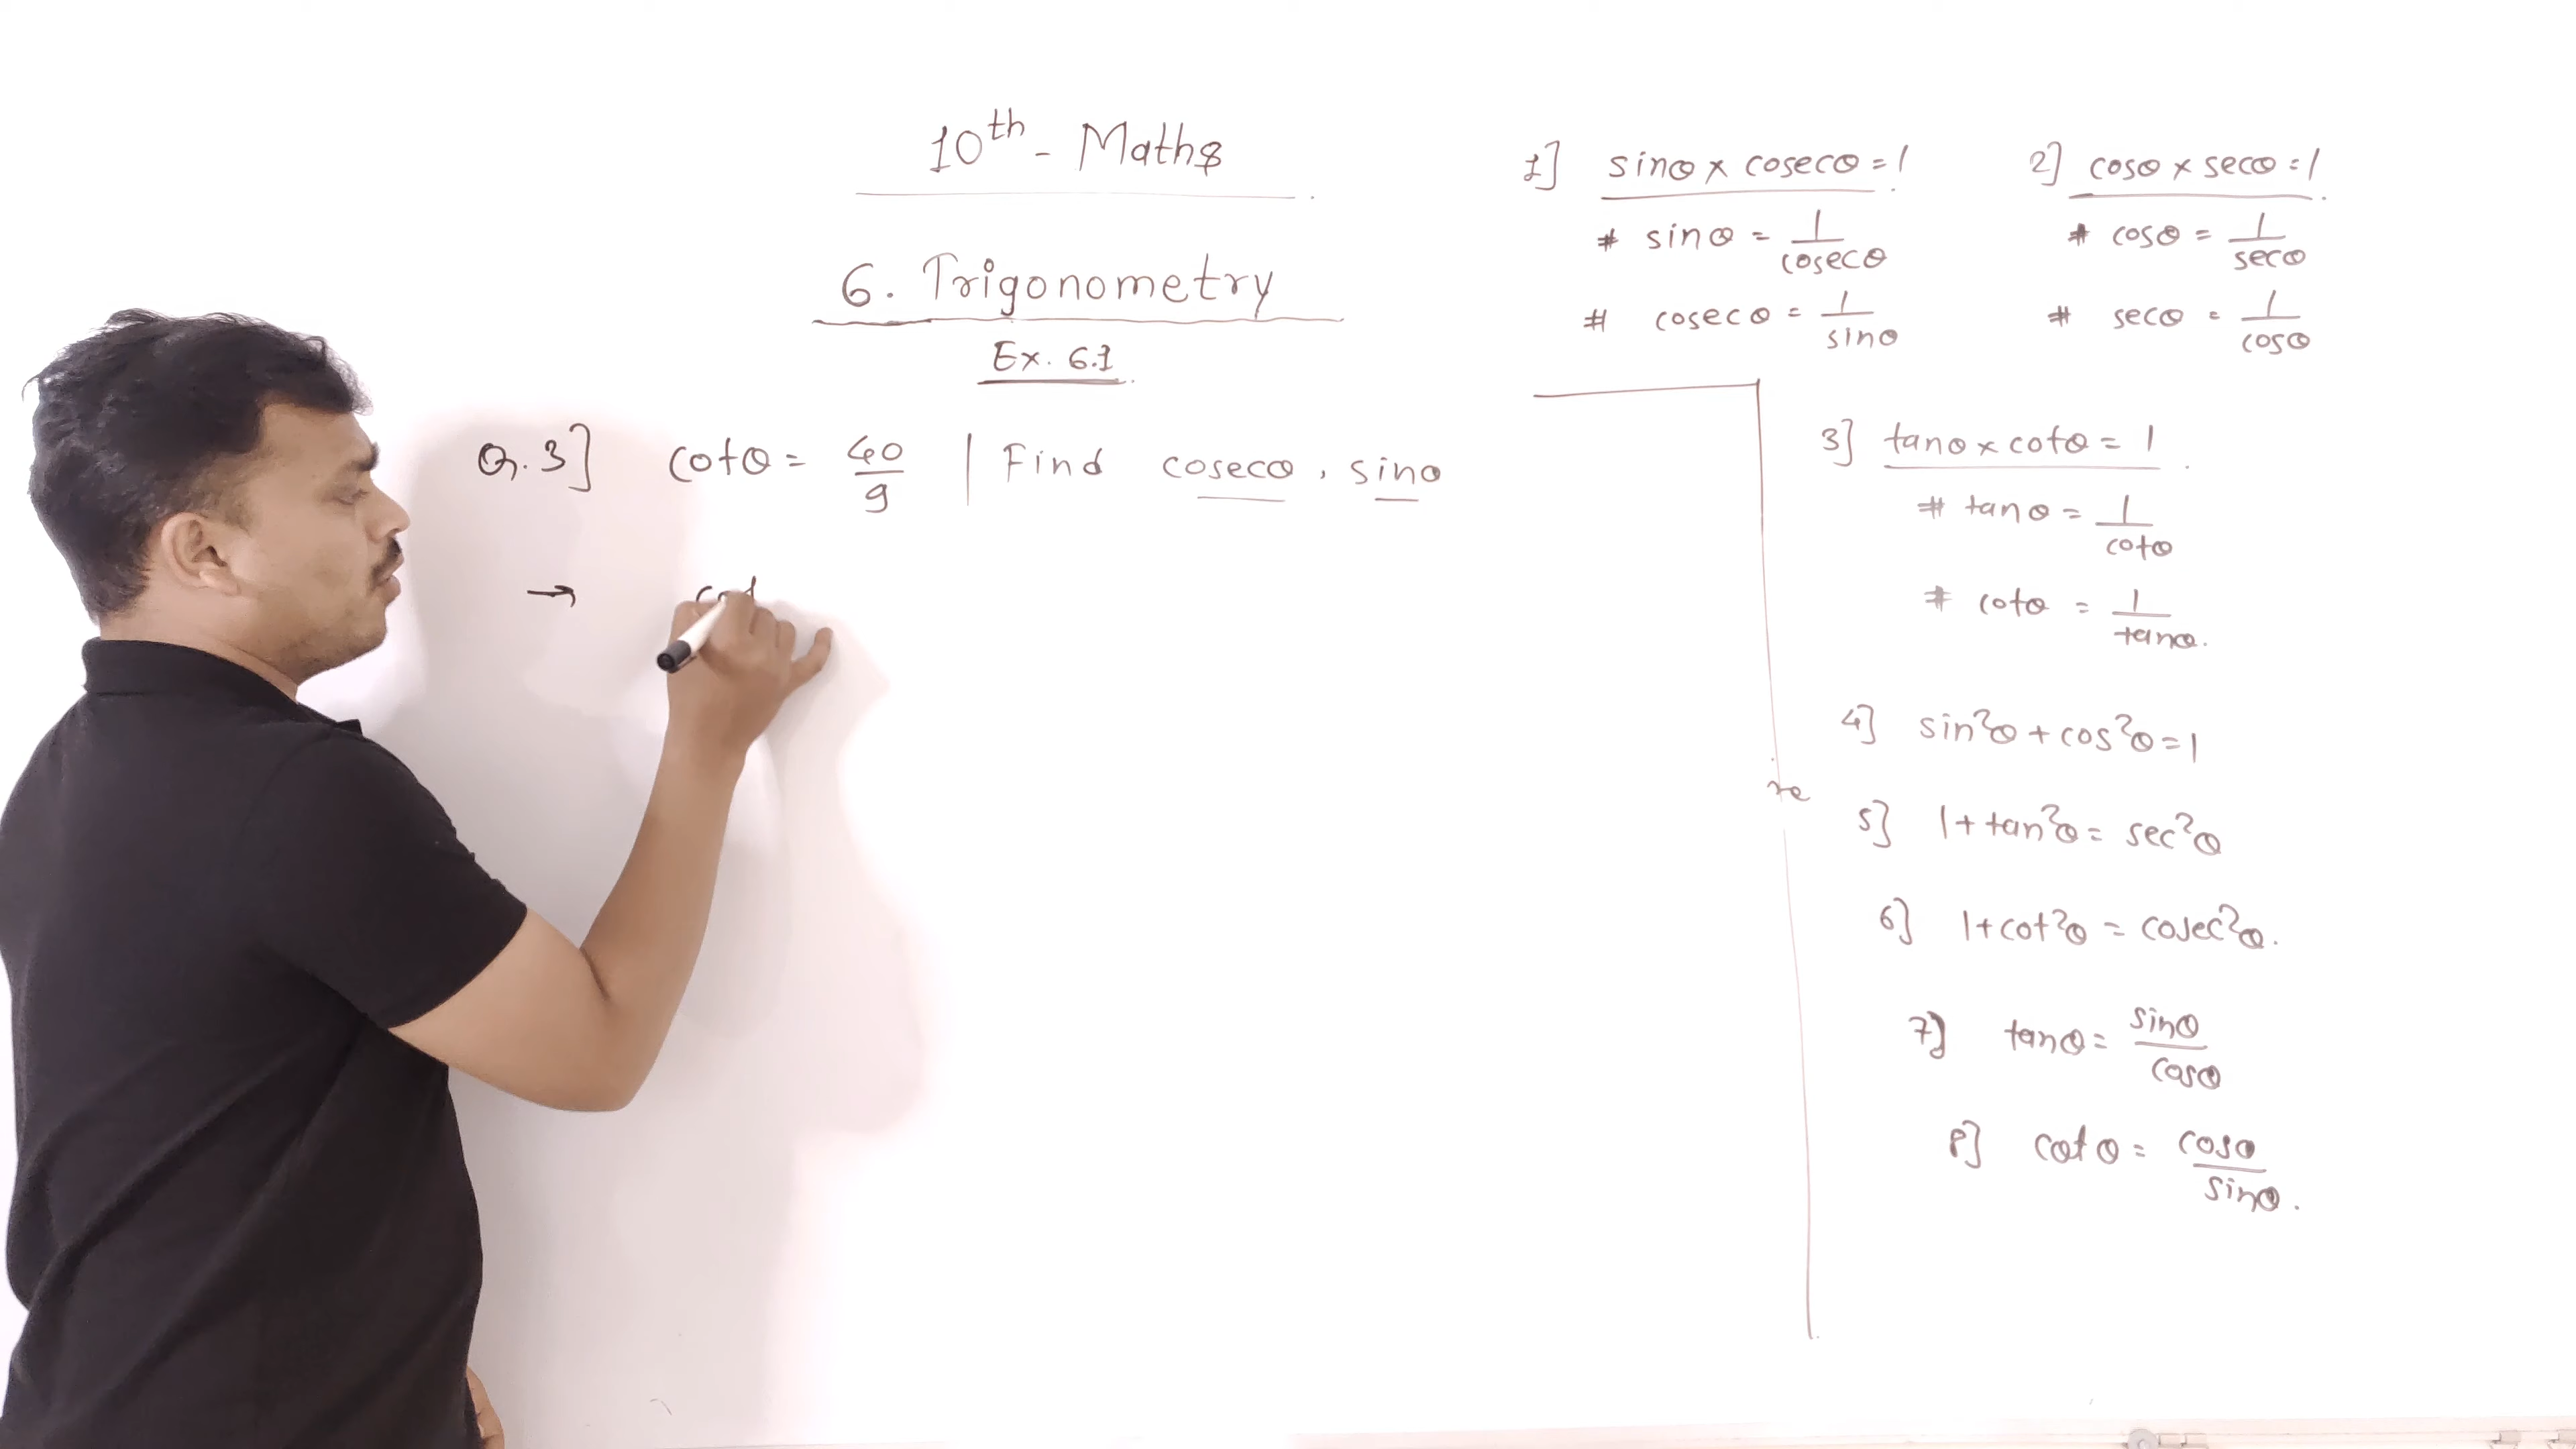 10th - Maths
6. Trigonometry
Ex. 6.1
Q. 3] cotθ = 40/9 | Find cosecθ, sinθ
→ cot
1] sinθ × cosecθ = 1
# sinθ = 1/cosecθ
# cosecθ = 1/sinθ
2] cosθ × secθ = 1
# cosθ = 1/secθ
# secθ = 1/cosθ
3] tanθ × cotθ = 1
# tanθ = 1/cotθ
# cotθ = 1/tanθ.
4] sin²θ + cos²θ = 1
5] 1 + tan²θ = sec²θ
6] 1 + cot²θ = cosec²θ.
7] tanθ = sinθ/cosθ
8] cotθ = cosθ/sinθ.